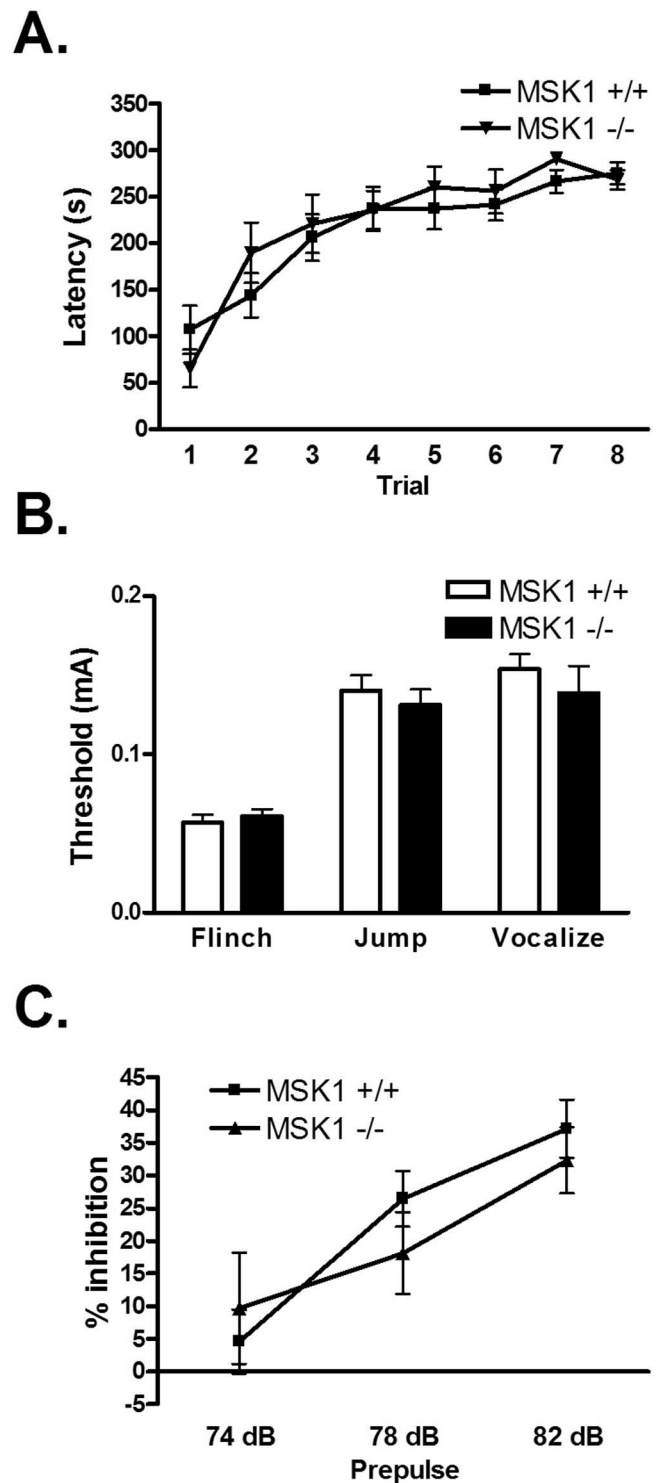 A.
MSK1 +/+
MSK1 -/-
Latency (s)
350
300
250
200
150
100
50
0
1 2 3 4 5 6 7 8
Trial
B.
MSK1 +/+
MSK1 -/-
Threshold (mA)
0.2
0.1
0.0
Flinch Jump Vocalize
C.
MSK1 +/+
MSK1 -/-
% inhibition
45
40
35
30
25
20
15
10
5
0
-5
74 dB 78 dB 82 dB
Prepulse